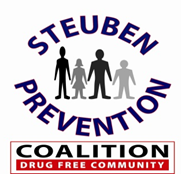 STEUBEN
PREVENTION
COALITION
DRUG FREE COMMUNITY